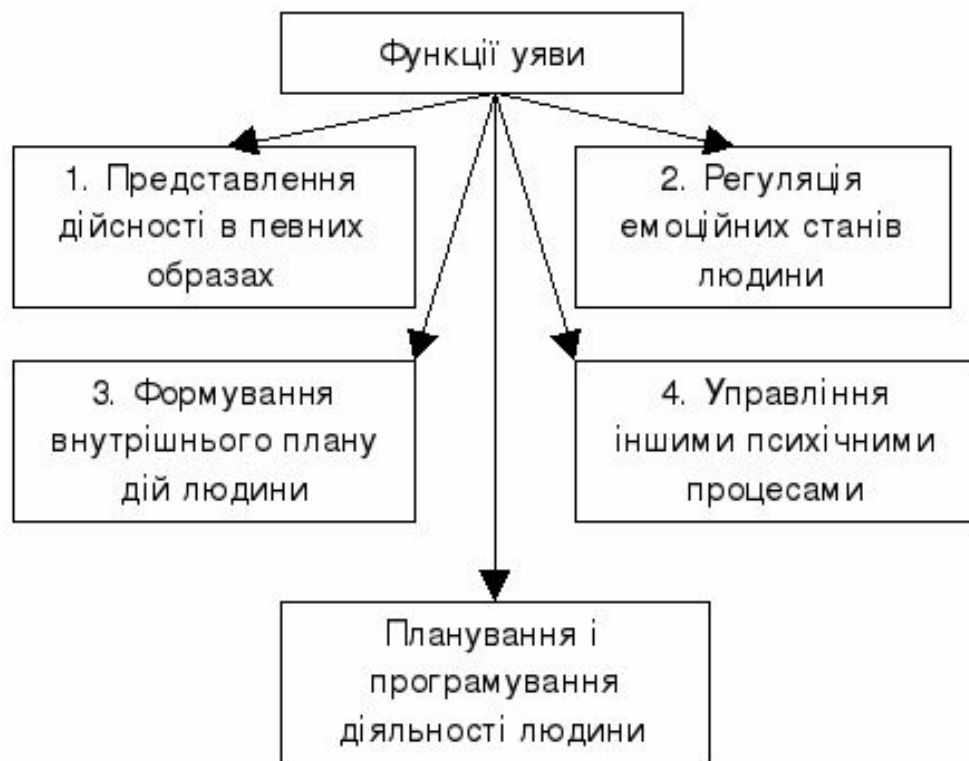 Функції уяви
1. Представлення
дійсності в певних
образах
2. Регуляція
емоційних станів
людини
3. Формування
внутрішнього плану
дій людини
4. Управління
іншими психічними
процесами
Планування і
програмування
діяльності людини